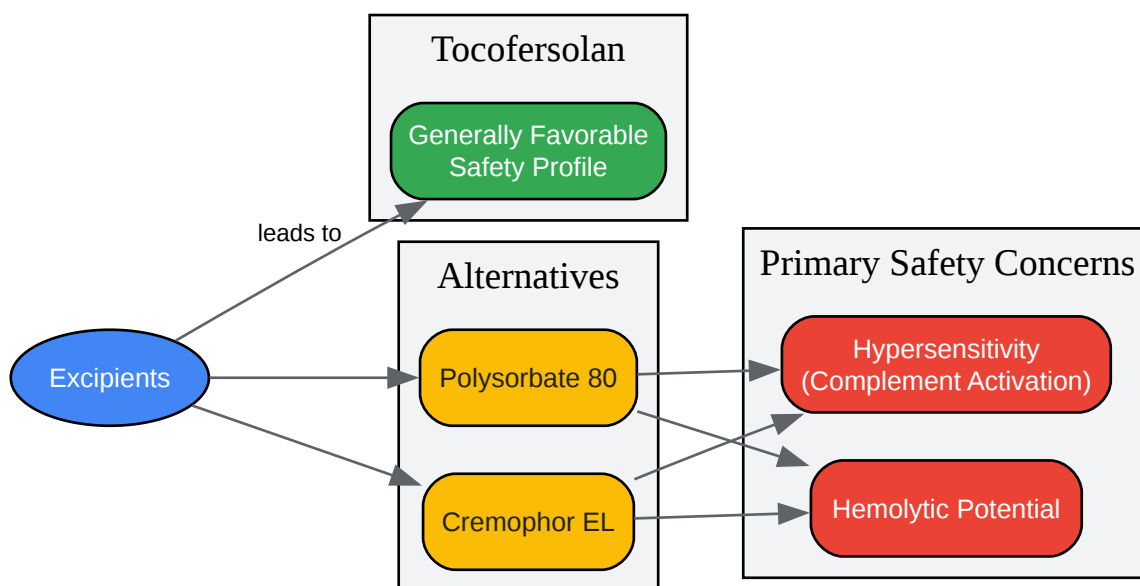 Tocofersolan
Generally Favorable
Safety Profile
leads to
Alternatives
Primary Safety Concerns
Excipients
Polysorbate 80
Hypersensitivity
(Complement Activation)
Cremophor EL
Hemolytic Potential